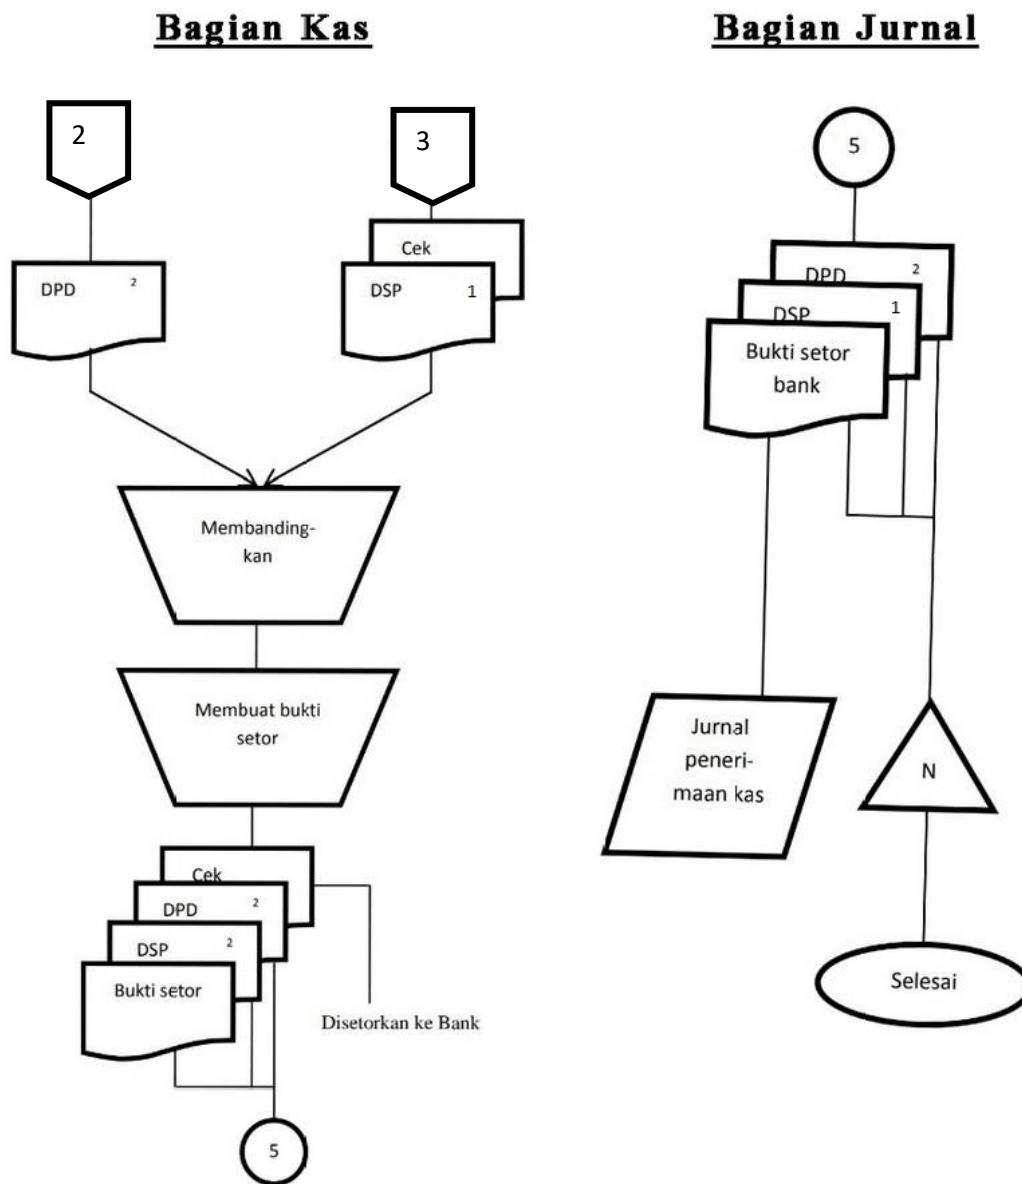 Bagian Kas
2
3
DPD 2
Cek
DSP 1
Membanding-
kan
Membuat bukti
setor
Cek
DPD 2
DSP 2
Bukti setor
Disetorkan ke Bank
5
Bagian Jurnal
5
DPD 2
DSP 1
Bukti setor
bank
Jurnal
peneri-
maan kas
N
Selesai